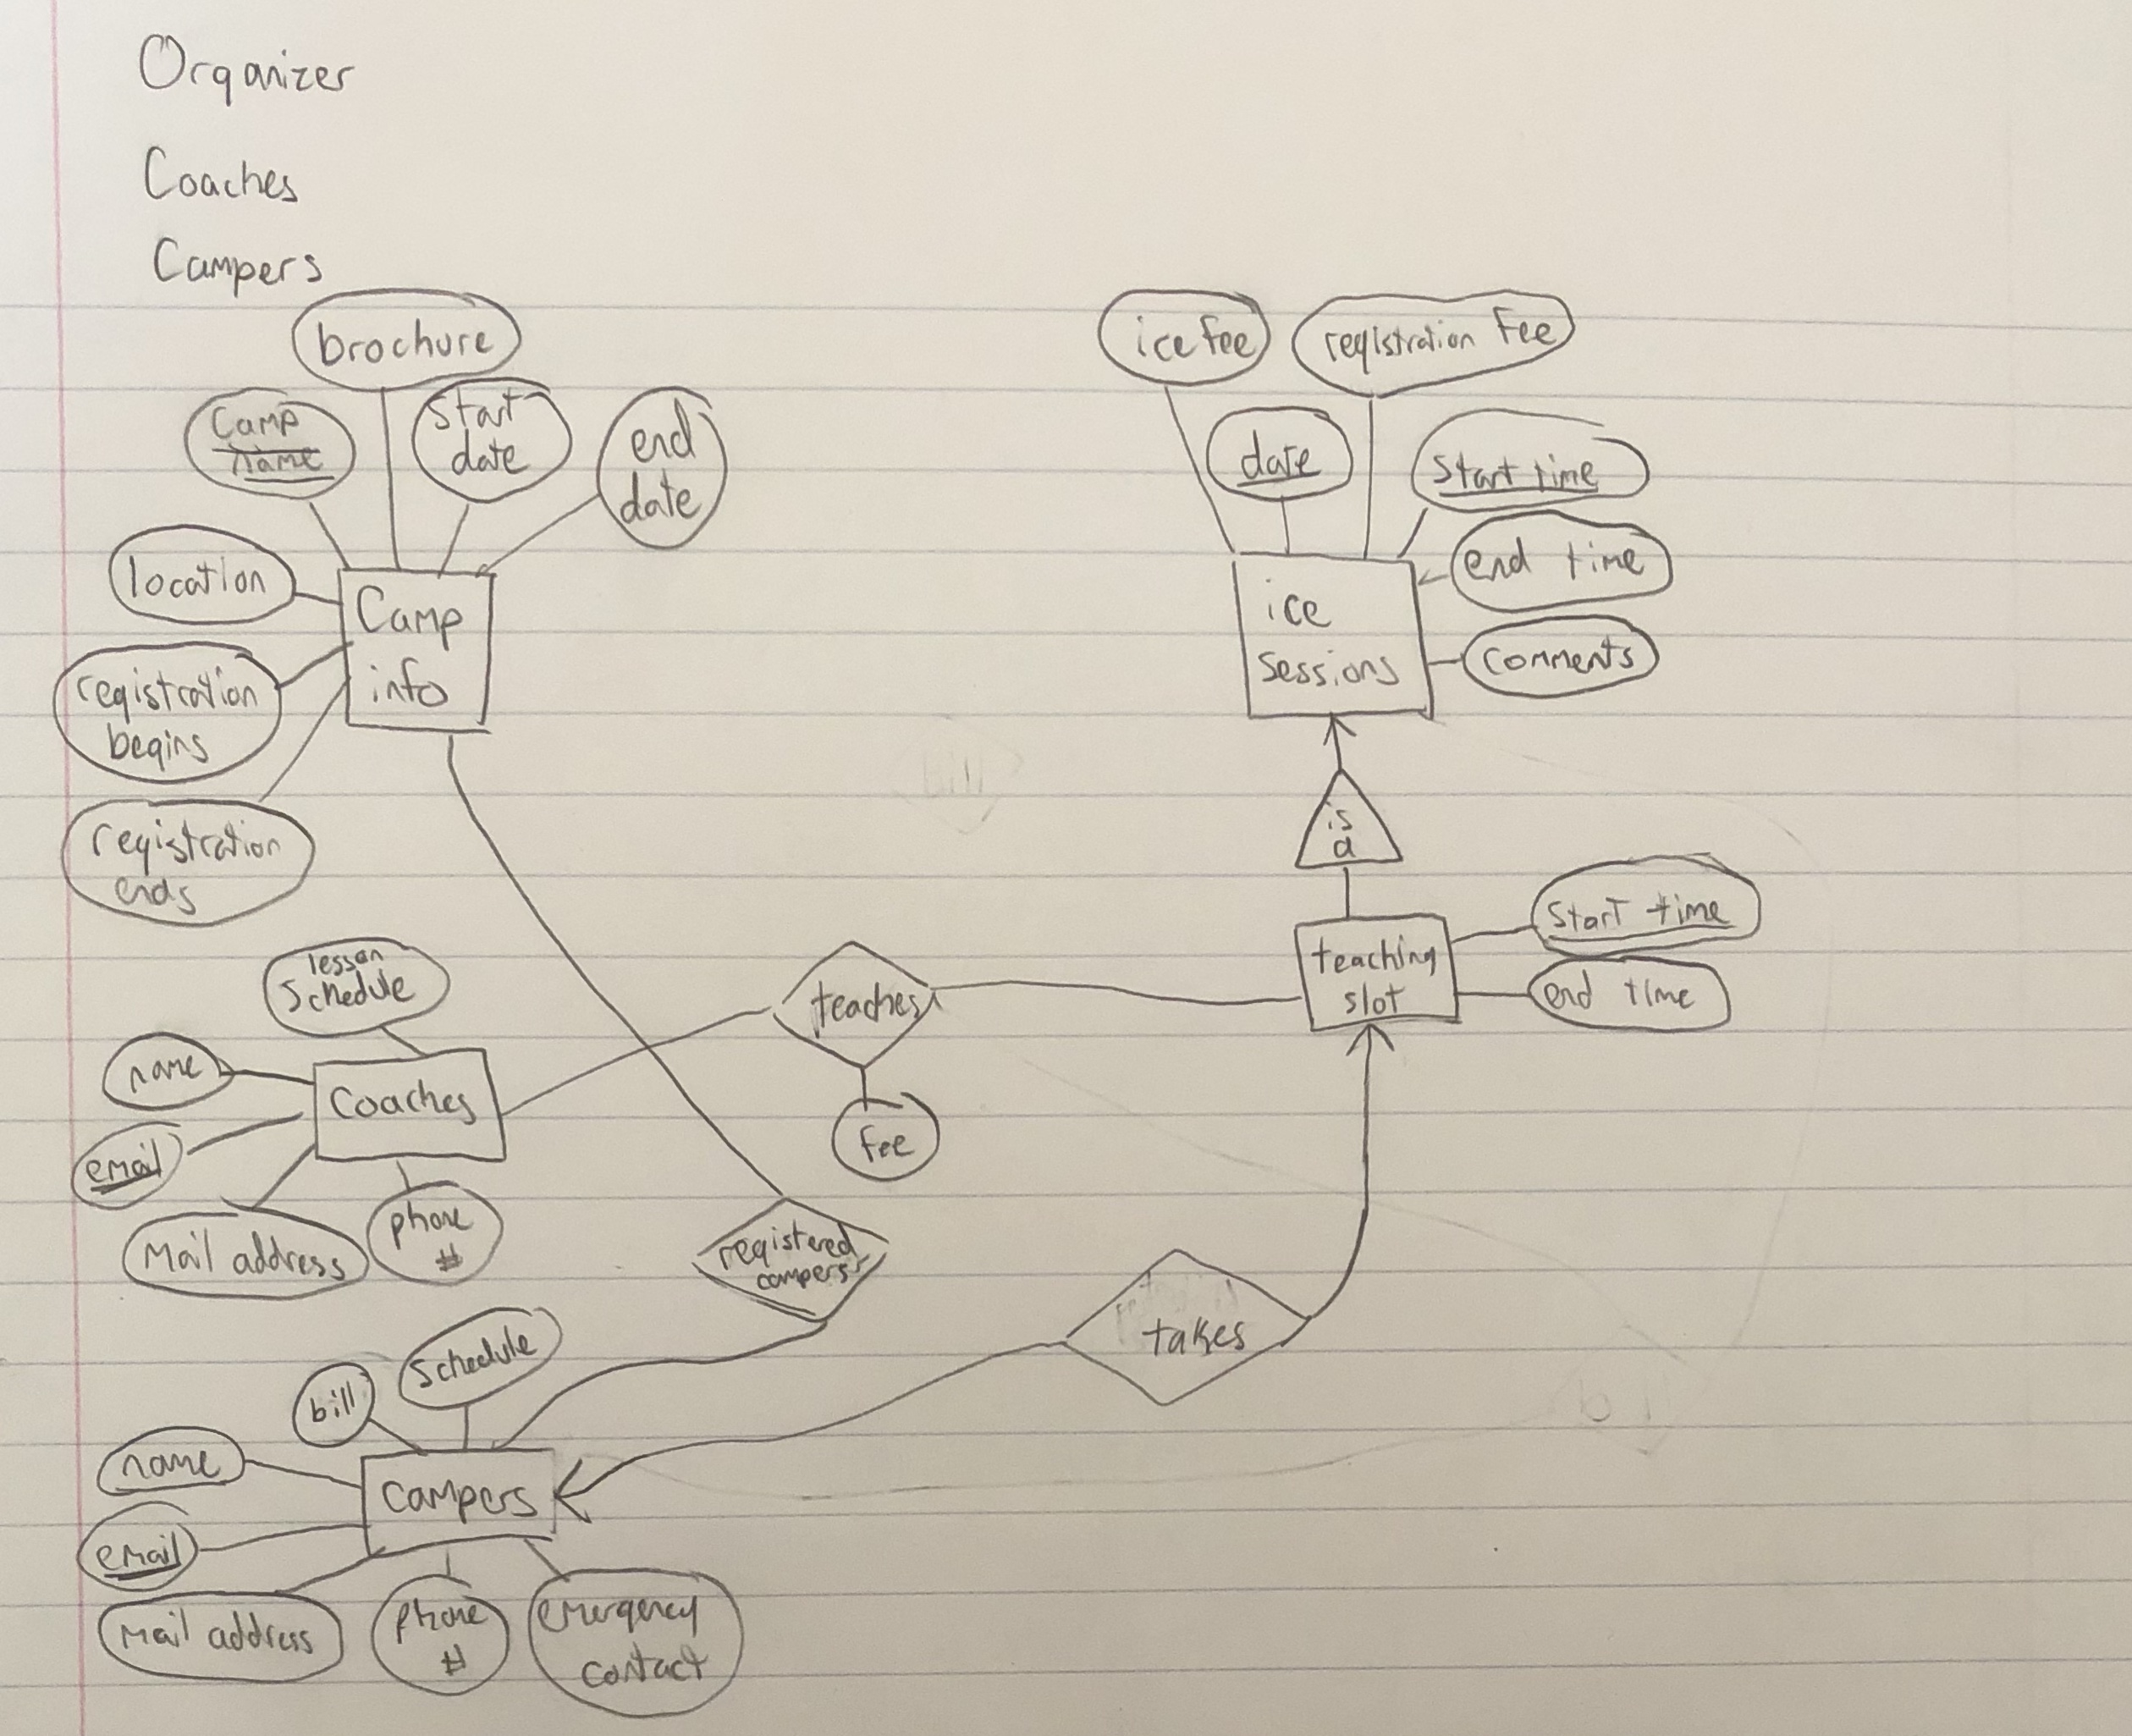 Organizer
Coaches
Campers
brochure
Camp
name
start
date
end
date
location
Camp
info
registration
begins
registration
ends
ice fee
registration Fee
date
start time
end time
ice
sessions
comments
is
a
teaching
slot
start time
end time
lesson
Schedule
name
Coaches
email
Mail address
phone
#
teaches
Fee
registered
campers
takes
Schedule
bill
name
campers
email
Mail address
phone
#
emergency
contact